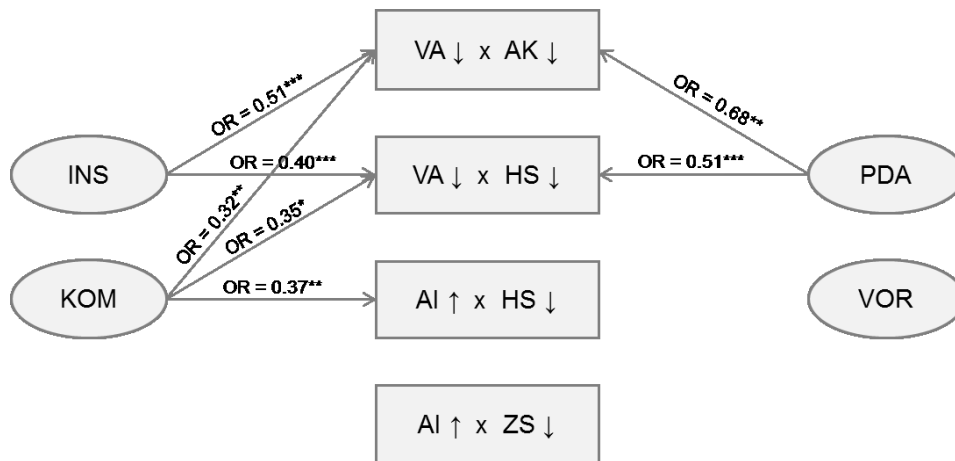 VA ↓ x AK ↓
OR = 0.51***
OR = 0.68**
INS
OR = 0.40***
VA ↓ x HS ↓
OR = 0.51***
PDA
OR = 0.32**
OR = 0.35*
KOM
OR = 0.37**
AI ↑ x HS ↓
VOR
AI ↑ x ZS ↓